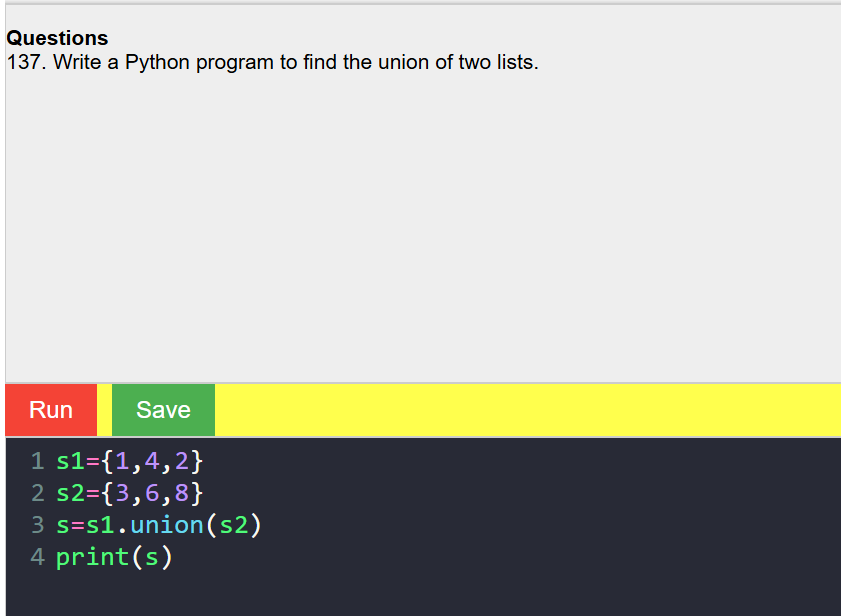 Questions
137. Write a Python program to find the union of two lists.
Run Save
1 s1={1,4,2}
2 s2={3,6,8}
3 s=s1.union(s2)
4 print(s)